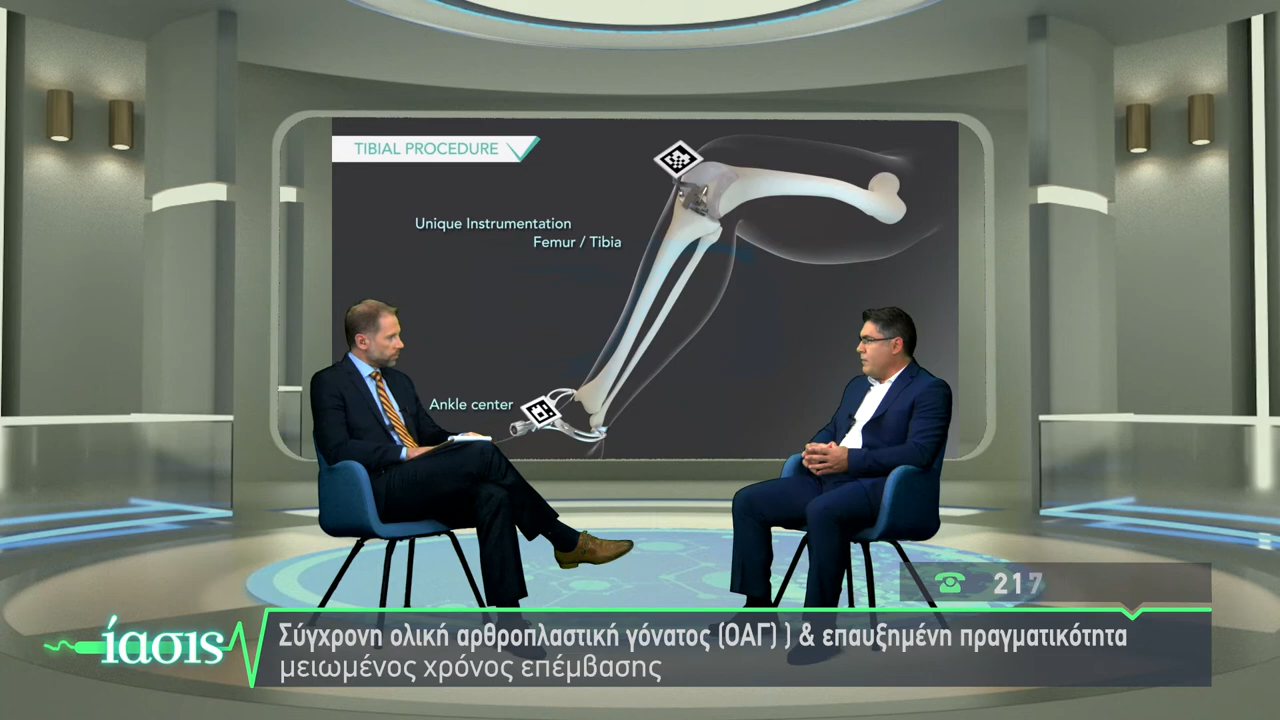 TIBIAL PROCEDURE
Unique Instrumentation
Femur / Tibia
Ankle center
217
ίασιs
Σύγχρονη ολική αρθροπλαστική γόνατος (ΟΑΓ) ) & επαυξημένη πραγματικότητα
μειωμένος χρόνος επέμβασης